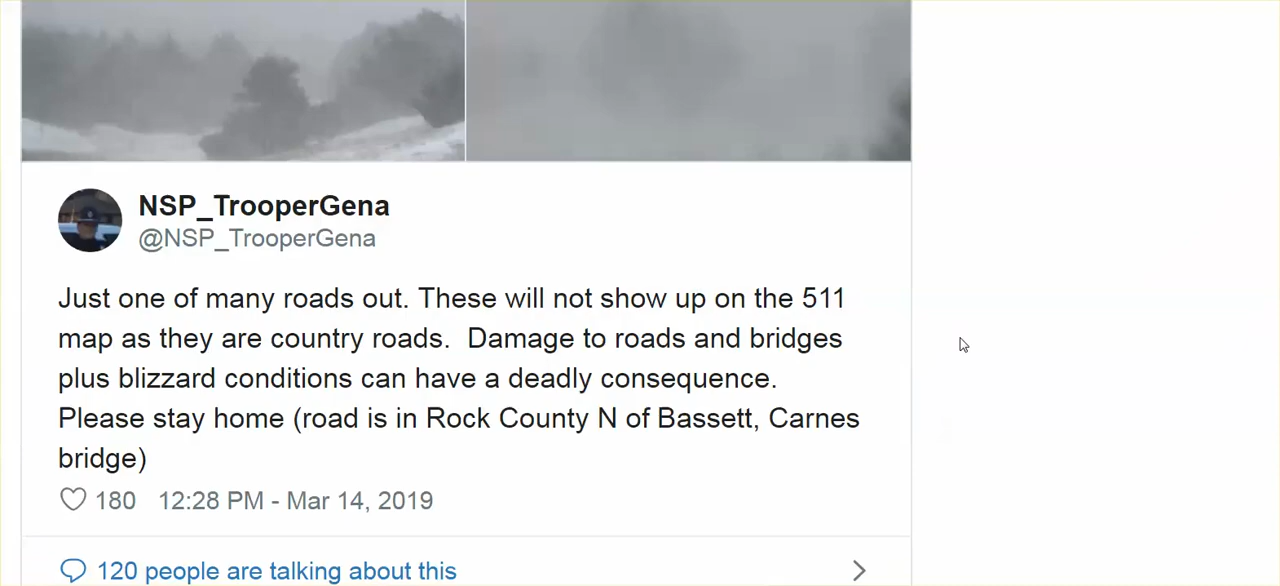 NSP_TrooperGena
@NSP_TrooperGena
Just one of many roads out. These will not show up on the 511
map as they are country roads.  Damage to roads and bridges
plus blizzard conditions can have a deadly consequence.
Please stay home (road is in Rock County N of Bassett, Carnes
bridge)
180 12:28 PM - Mar 14, 2019
120 people are talking about this